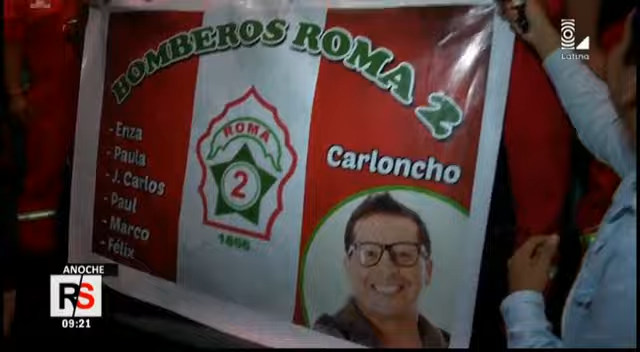 BOMBEROS ROMA 2
- Enza
- Paula
- J. Carlos
- Paul
- Marco
- Félix
ROMA
2
1866
Carloncho
Latina
ANOCHE
RS
09:21